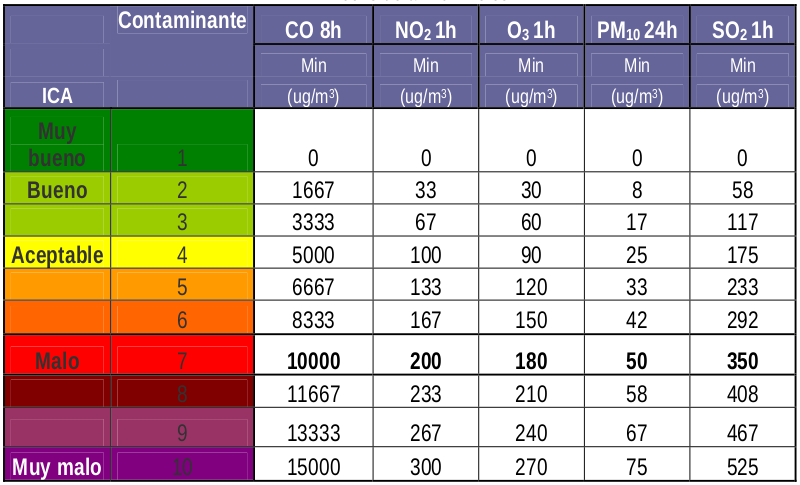 Contaminante CO 8h NO2 1h O3 1h PM10 24h SO2 1h
Min Min Min Min Min
ICA (ug/m3) (ug/m3) (ug/m3) (ug/m3) (ug/m3)
Muy
bueno 1 0 0 0 0 0
Bueno 2 1667 33 30 8 58
3 3333 67 60 17 117
Aceptable 4 5000 100 90 25 175
5 6667 133 120 33 233
6 8333 167 150 42 292
Malo 7 10000 200 180 50 350
8 11667 233 210 58 408
9 13333 267 240 67 467
Muy malo 10 15000 300 270 75 525